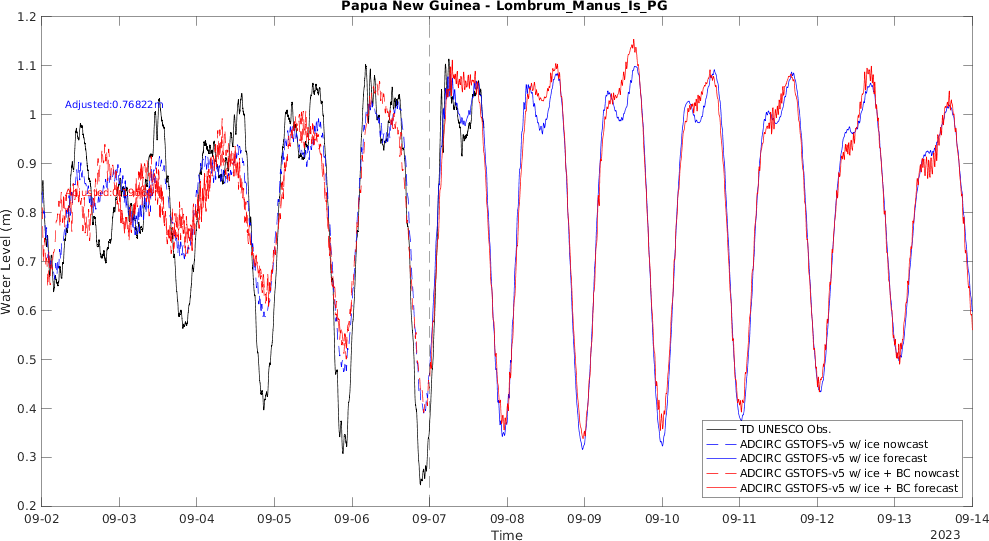 Papua New Guinea - Lombrum_Manus_Is_PG
1.2
1.1
1
0.9
0.8
0.7
0.6
0.5
0.4
0.3
0.2
Water Level (m)
Adjusted:0.76822m
TD UNESCO Obs.
ADCIRC GSTOFS-v5 w/ ice nowcast
ADCIRC GSTOFS-v5 w/ ice forecast
ADCIRC GSTOFS-v5 w/ ice + BC nowcast
ADCIRC GSTOFS-v5 w/ ice + BC forecast
09-02 09-03 09-04 09-05 09-06 09-07 09-08 09-09 09-10 09-11 09-12 09-13 09-14
Time
2023